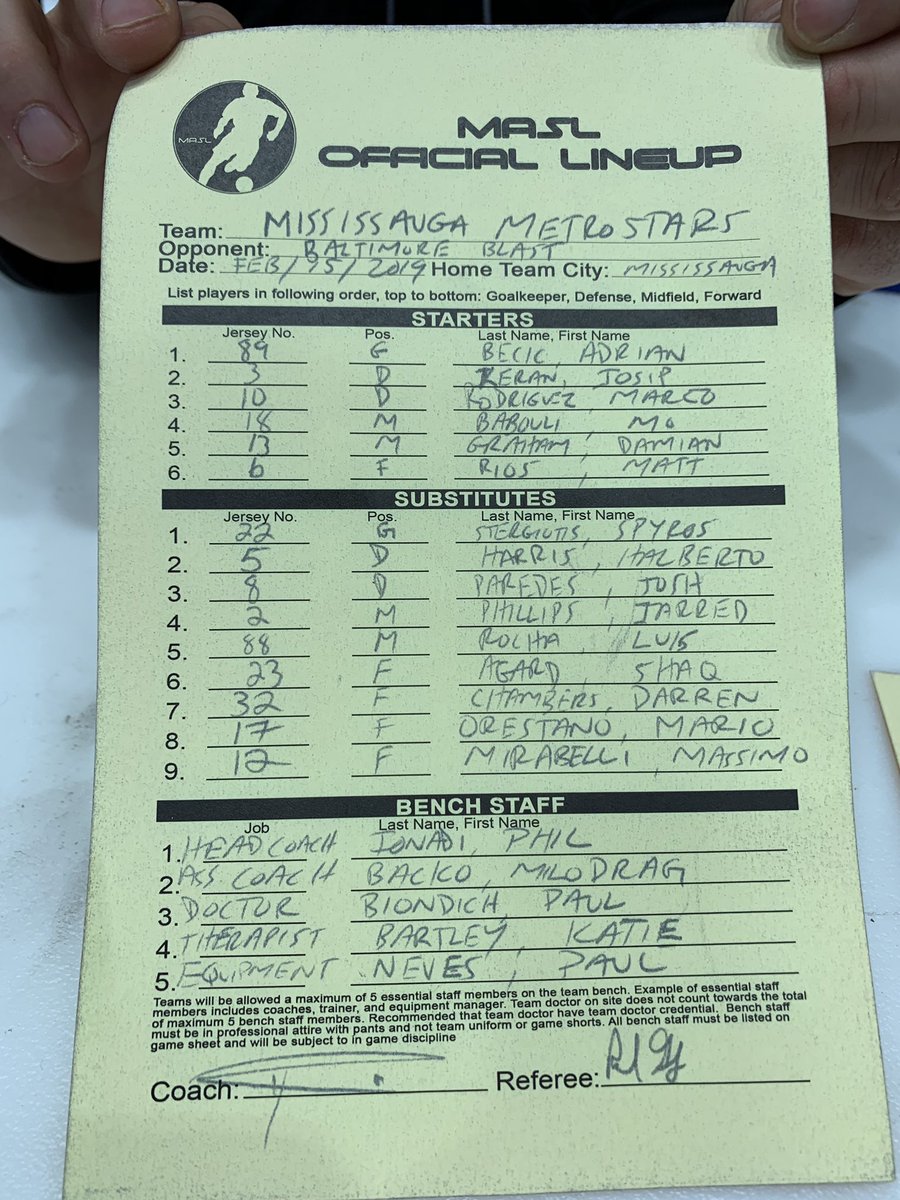 MASL
MASL
OFFICIAL LINEUP
Team: MISSISSAUGA METROSTARS
Opponent: BALTIMORE BLAST
Date: FEB/15/2019 Home Team City: MISSISSAUGA
List players in following order, top to bottom: Goalkeeper, Defense, Midfield, Forward
STARTERS
Jersey No. Pos. Last Name, First Name
1. 89 G BECIC, ADRIAN
2. 3 D KERAN, JOSIP
3. 10 D RODRIGUEZ, MARCO
4. 18 M BABOULI, MO
5. 13 M GRAHAM, DAMIAN
6. 6 F RIOS, MATT
SUBSTITUTES
Jersey No. Pos. Last Name, First Name
1. 22 G STERGIOTIS, SPYROS
2. 5 D HARRIS, HALBERTO
3. 8 D PAREDES, JOSH
4. 2 M PHILLIPS, JARRED
5. 88 M ROCHA, LUIS
6. 23 F AGARD, SHAQ
7. 32 F CHAMBERS, DARREN
8. 17 F ORESTANO, MARIO
9. 12 F MIRABELLI, MASSIMO
BENCH STAFF
Job Last Name, First Name
1. HEAD COACH IONADI, PHIL
2. ASS. COACH BACKO, MILODRAG
3. DOCTOR BIONDICH, PAUL
4. THERAPIST BARTLEY, KATIE
5. EQUIPMENT NEVES, PAUL
Teams will be allowed a maximum of 5 essential staff members on the team bench. Example of essential staff
members includes coaches, trainer, and equipment manager. Team doctor on site does not count towards the total
of maximum 5 bench staff members. Recommended that team doctor have team doctor credential. Bench staff
must be in professional attire with pants and not team uniform or game shorts. All bench staff must be listed on
game sheet and will be subject to in game discipline
Coach: Referee: